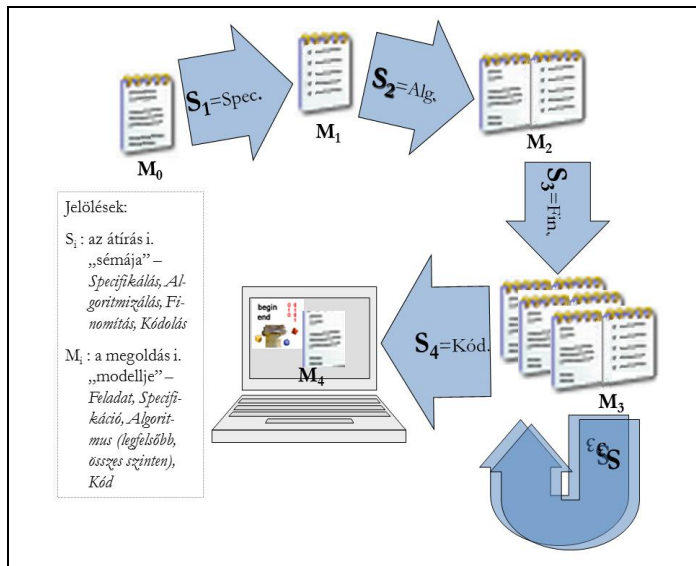 S₁=Spec.
S₂=Alg.
M₀
M₁
M₂
S₃=Fin,
Jelölések:
Sᵢ : az átírás i.
„sémája” –
Specifikálás, Al-
goritmizálás, Fi-
nomítás, Kódolás
Mᵢ : a megoldás i.
„modellje” –
Feladat, Specifi-
káció, Algorit-
mus (legfelsőbb,
összes szinten),
Kód
begin
end
M₄
S₄=Kód.
M₃
S₃